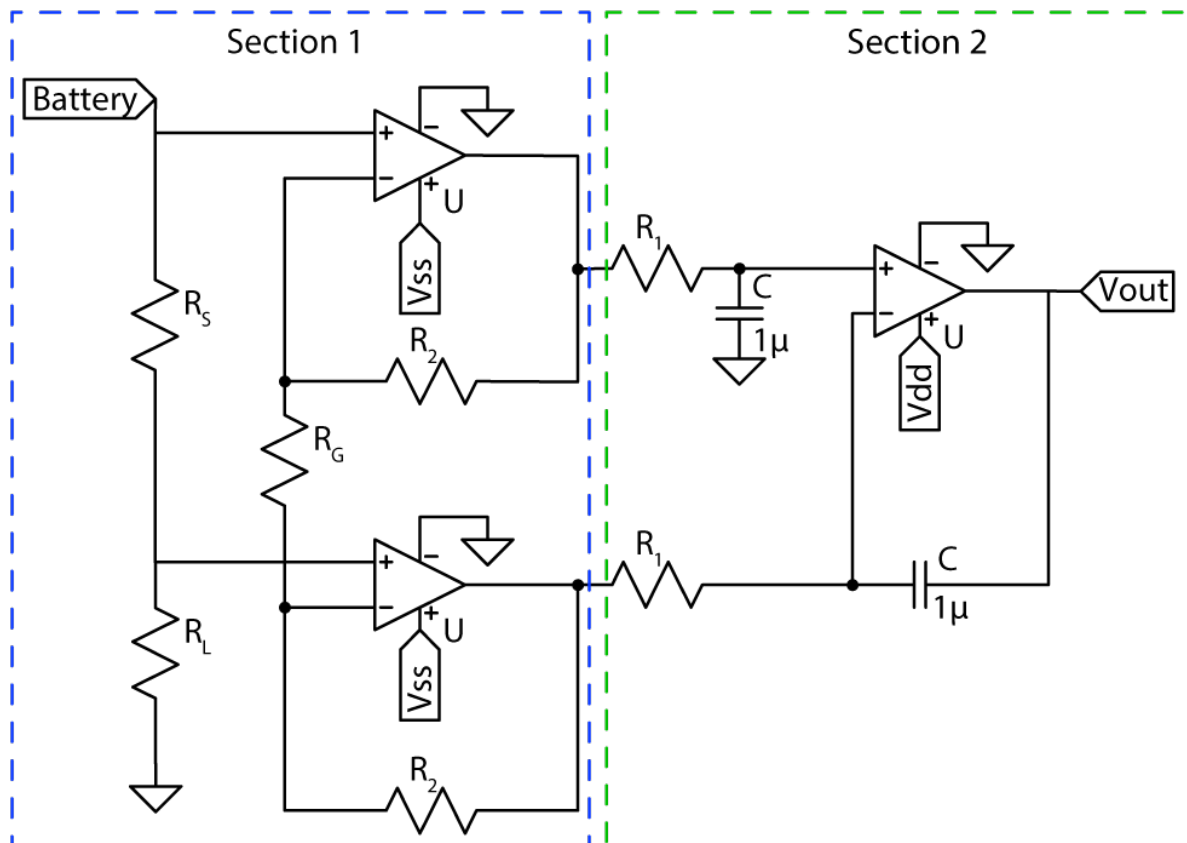 Section 1
Section 2
Battery
+
−
+
U
Vss
R1
C
1µ
+
−
−
+
U
Vdd
Vout
RS
R2
RG
+
−
−
+
U
Vss
R1
C
1µ
RL
R2